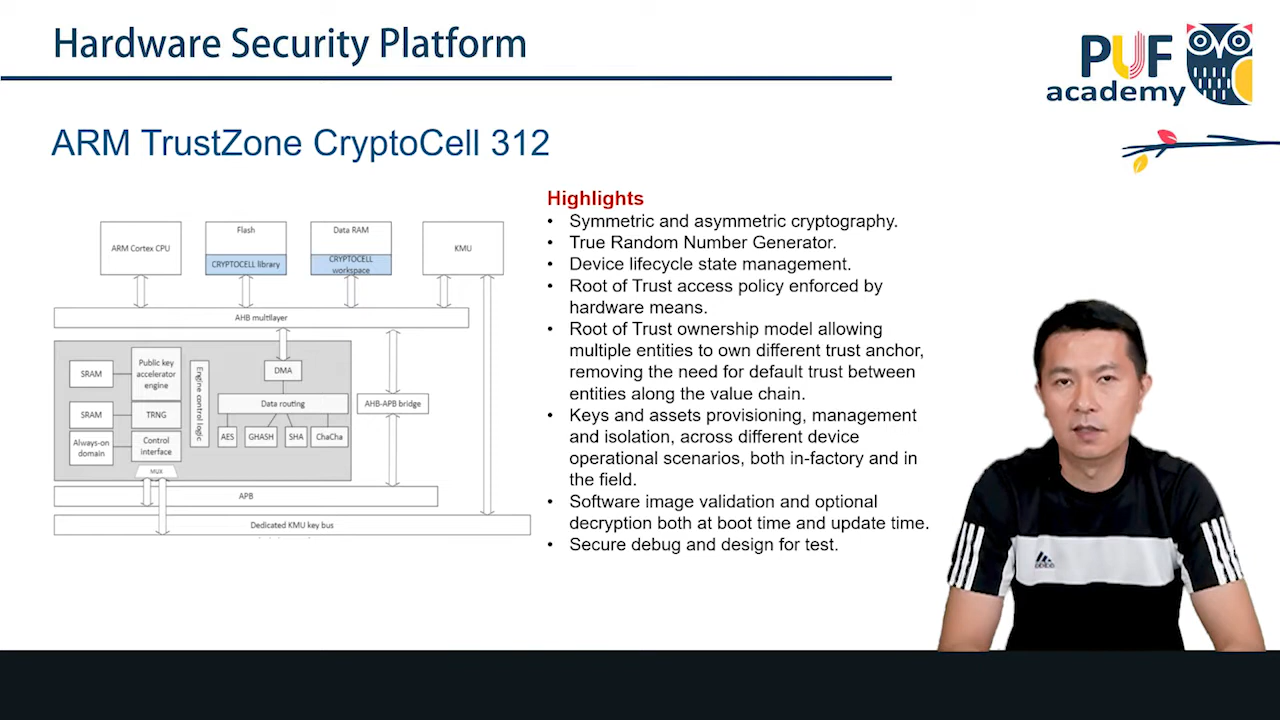 Hardware Security Platform
PUF
academy
ARM TrustZone CryptoCell 312
Highlights
• Symmetric and asymmetric cryptography.
• True Random Number Generator.
• Device lifecycle state management.
• Root of Trust access policy enforced by
hardware means.
• Root of Trust ownership model allowing
multiple entities to own different trust anchor,
removing the need for default trust between
entities along the value chain.
• Keys and assets provisioning, management
and isolation, across different device
operational scenarios, both in-factory and in
the field.
• Software image validation and optional
decryption both at boot time and update time.
• Secure debug and design for test.
ARM Cortex CPU
Flash
CRYPTOCELL library
Data RAM
CRYPTOCELL
workspace
KMU
AHB multilayer
SRAM
Public key
accelerator
engine
Engine control logic
DMA
Data routing
AHB-APB bridge
SRAM
TRNG
AES
GHASH
SHA
ChaCha
Always-on
domain
Control
interface
MUX
APB
Dedicated KMU key bus
adidas